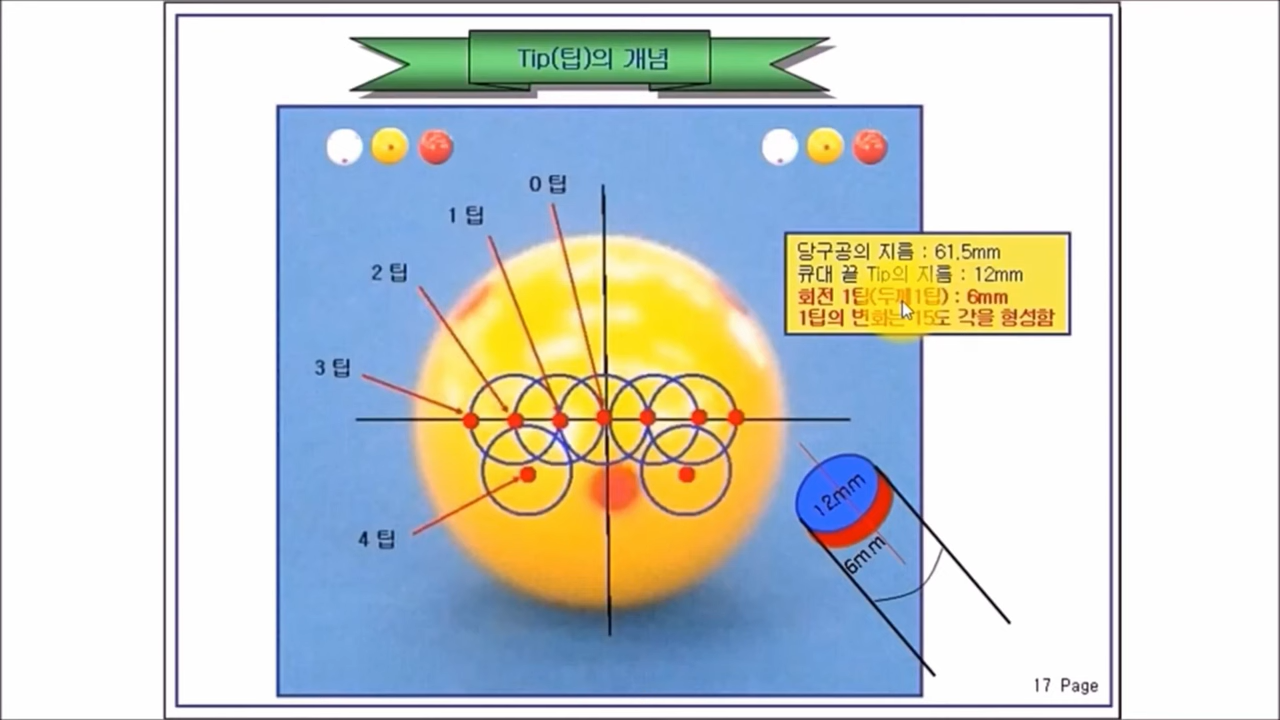 Tip(팁)의 개념
0 팁
1 팁
2 팁
3 팁
4 팁
당구공의 지름 : 61,5mm
큐대 끝 Tip의 지름 : 12mm
회전 1팁(두께1팁) : 6mm
1팁의 변화는 15도 각을 형성함
12mm
6mm
17 Page